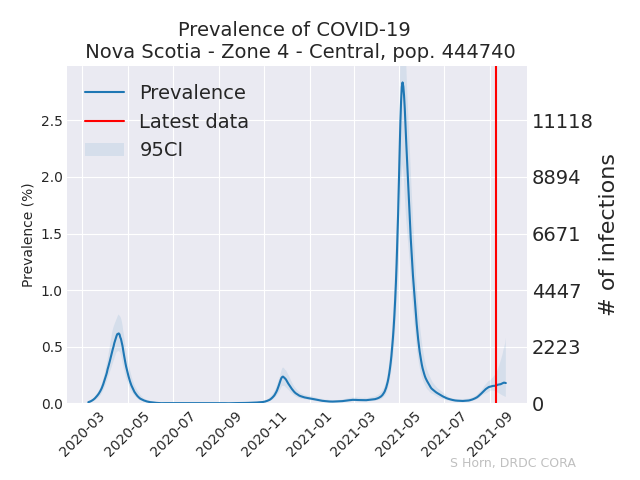 Prevalence of COVID-19
Nova Scotia - Zone 4 - Central, pop. 444740
Prevalence
Latest data
95CI
Prevalence (%)
2.5
2.0
1.5
1.0
0.5
0.0
11118
8894
6671
4447
2223
0
# of infections
2020-03
2020-05
2020-07
2020-09
2020-11
2021-01
2021-03
2021-05
2021-07
2021-09
S Horn, DRDC CORA